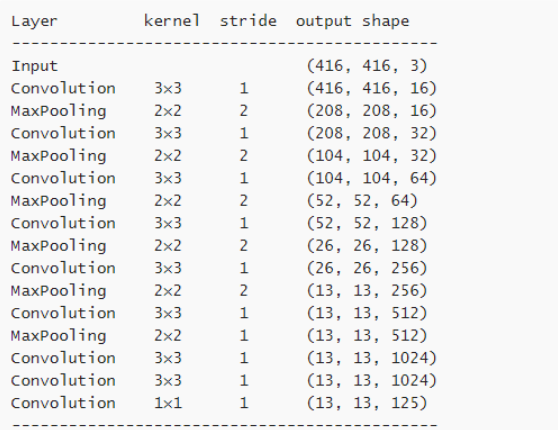 Layer kernel stride output shape
---------------------------------------------
Input (416, 416, 3)
Convolution 3×3 1 (416, 416, 16)
MaxPooling 2×2 2 (208, 208, 16)
Convolution 3×3 1 (208, 208, 32)
MaxPooling 2×2 2 (104, 104, 32)
Convolution 3×3 1 (104, 104, 64)
MaxPooling 2×2 2 (52, 52, 64)
Convolution 3×3 1 (52, 52, 128)
MaxPooling 2×2 2 (26, 26, 128)
Convolution 3×3 1 (26, 26, 256)
MaxPooling 2×2 2 (13, 13, 256)
Convolution 3×3 1 (13, 13, 512)
MaxPooling 2×2 1 (13, 13, 512)
Convolution 3×3 1 (13, 13, 1024)
Convolution 3×3 1 (13, 13, 1024)
Convolution 1×1 1 (13, 13, 125)
---------------------------------------------